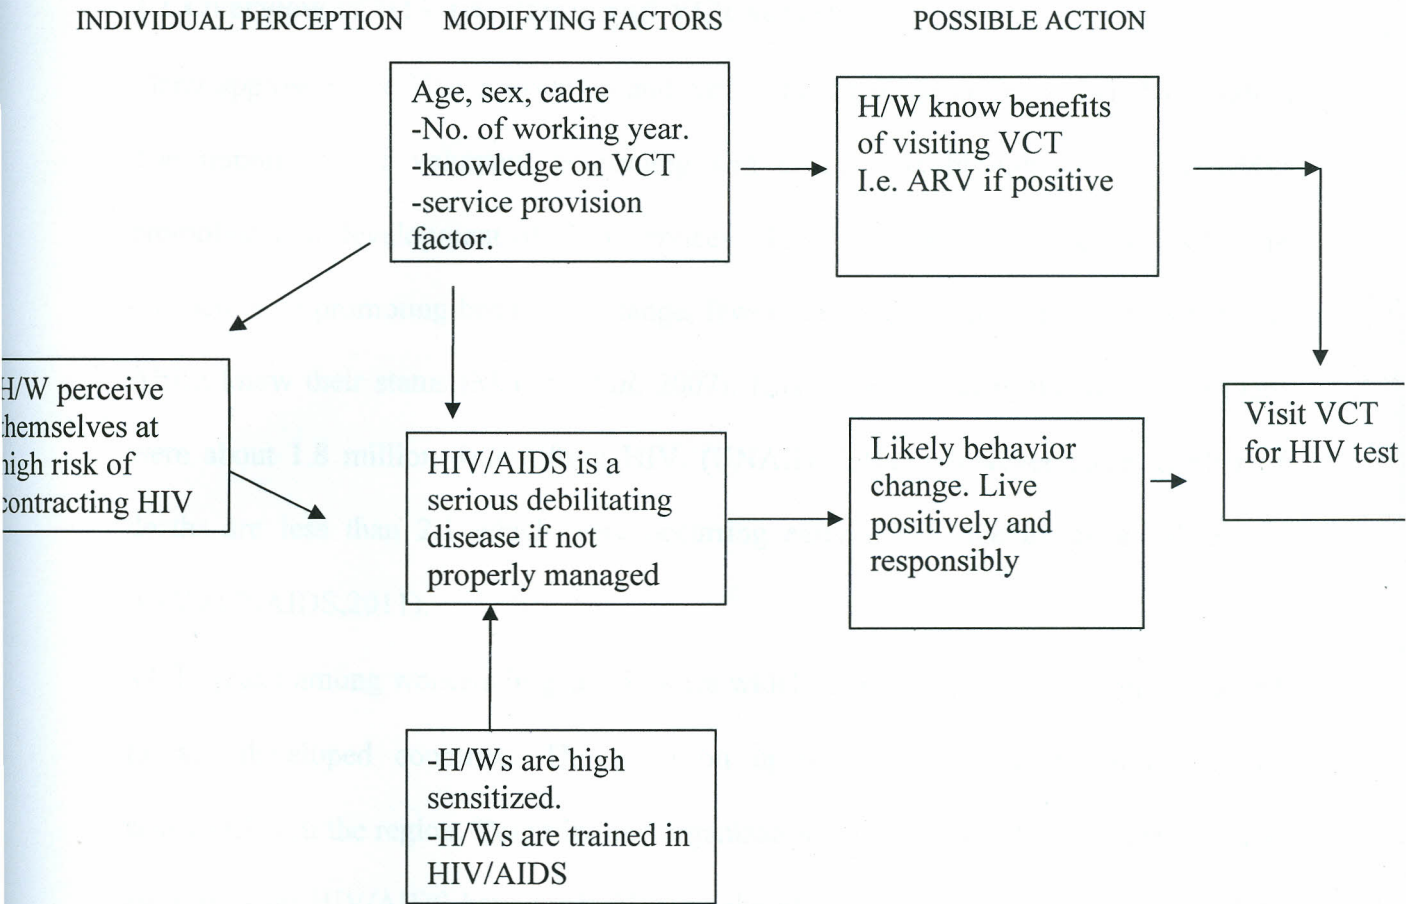 INDIVIDUAL PERCEPTION MODIFYING FACTORS POSSIBLE ACTION
Age, sex, cadre
-No. of working year.
-knowledge on VCT
-service provision
factor.
H/W know benefits
of visiting VCT
I.e. ARV if positive
H/W perceive
themselves at
high risk of
contracting HIV
HIV/AIDS is a
serious debilitating
disease if not
properly managed
Likely behavior
change. Live
positively and
responsibly
Visit VCT
for HIV test
-H/Ws are high
sensitized.
-H/Ws are trained in
HIV/AIDS